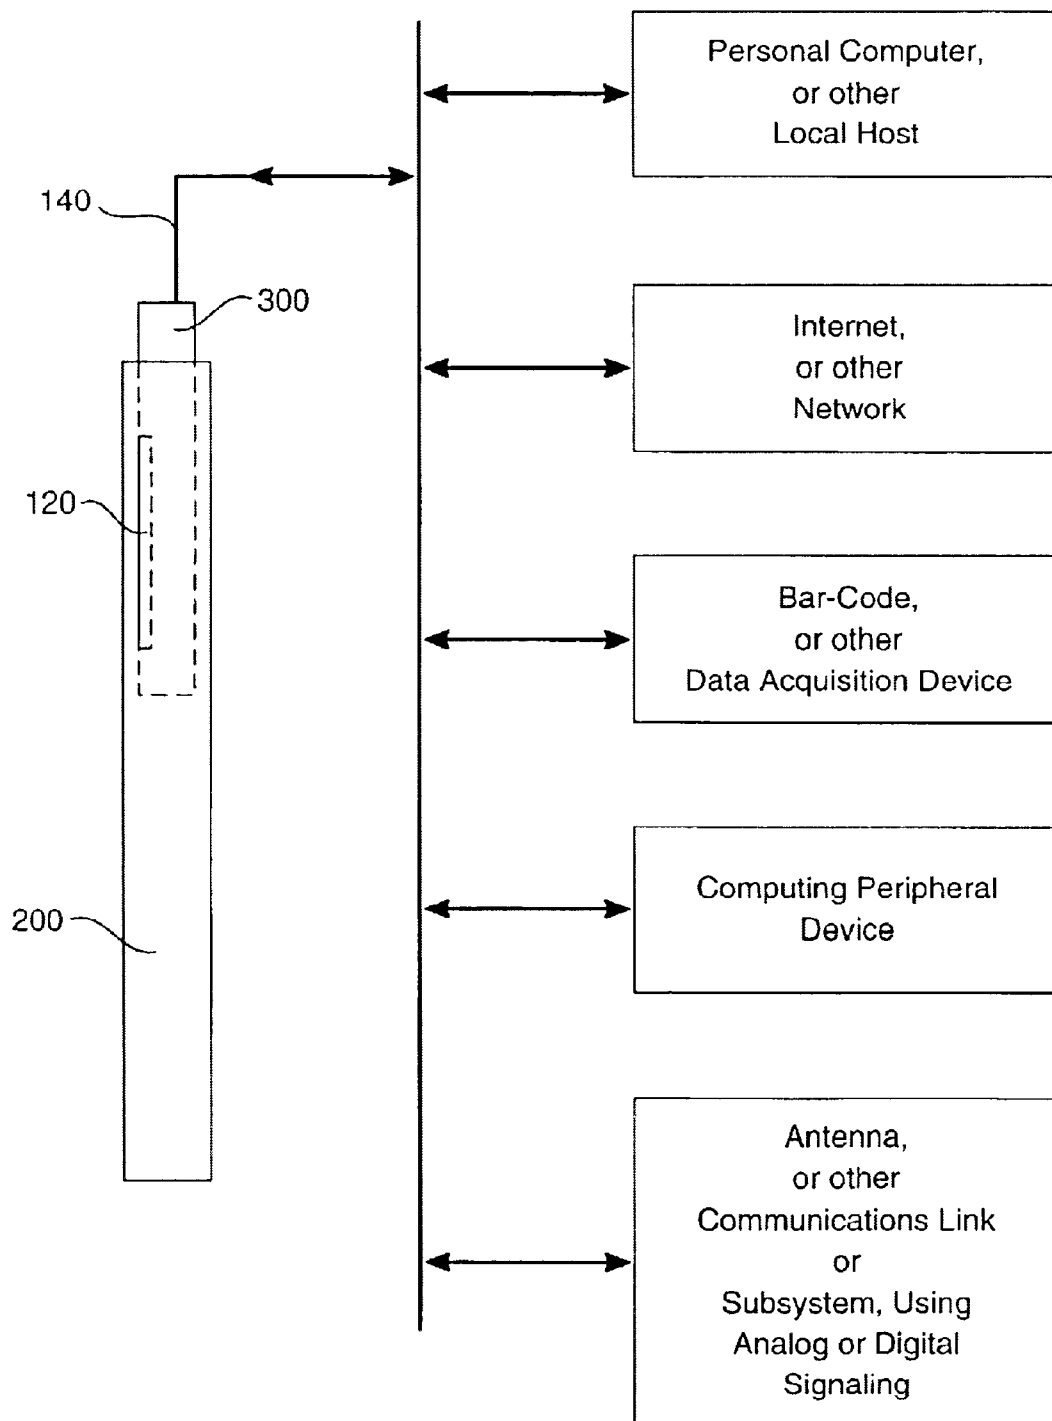 Personal Computer,
or other
Local Host
140
300
Internet,
or other
Network
120
Bar-Code,
or other
Data Acquisition Device
Computing Peripheral
Device
200
Antenna,
or other
Communications Link
or
Subsystem, Using
Analog or Digital
Signaling